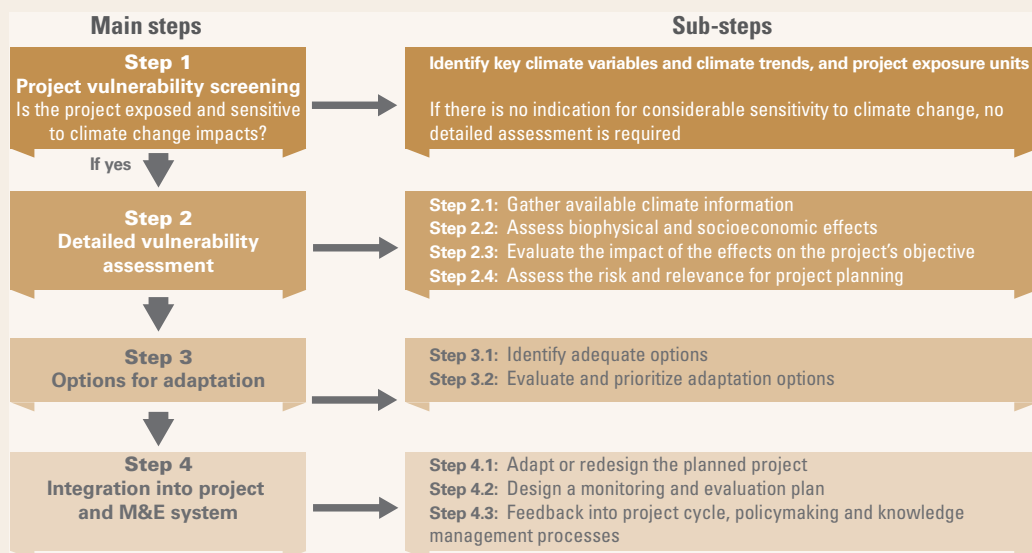 Main steps
Sub-steps
Step 1
Project vulnerability screening
Is the project exposed and sensitive
to climate change impacts?
Identify key climate variables and climate trends, and project exposure units
If there is no indication for considerable sensitivity to climate change, no
detailed assessment is required
If yes
Step 2
Detailed vulnerability
assessment
Step 2.1: Gather available climate information
Step 2.2: Assess biophysical and socioeconomic effects
Step 2.3: Evaluate the impact of the effects on the project's objective
Step 2.4: Assess the risk and relevance for project planning
Step 3
Options for adaptation
Step 3.1: Identify adequate options
Step 3.2: Evaluate and prioritize adaptation options
Step 4
Integration into project
and M&E system
Step 4.1: Adapt or redesign the planned project
Step 4.2: Design a monitoring and evaluation plan
Step 4.3: Feedback into project cycle, policymaking and knowledge
management processes